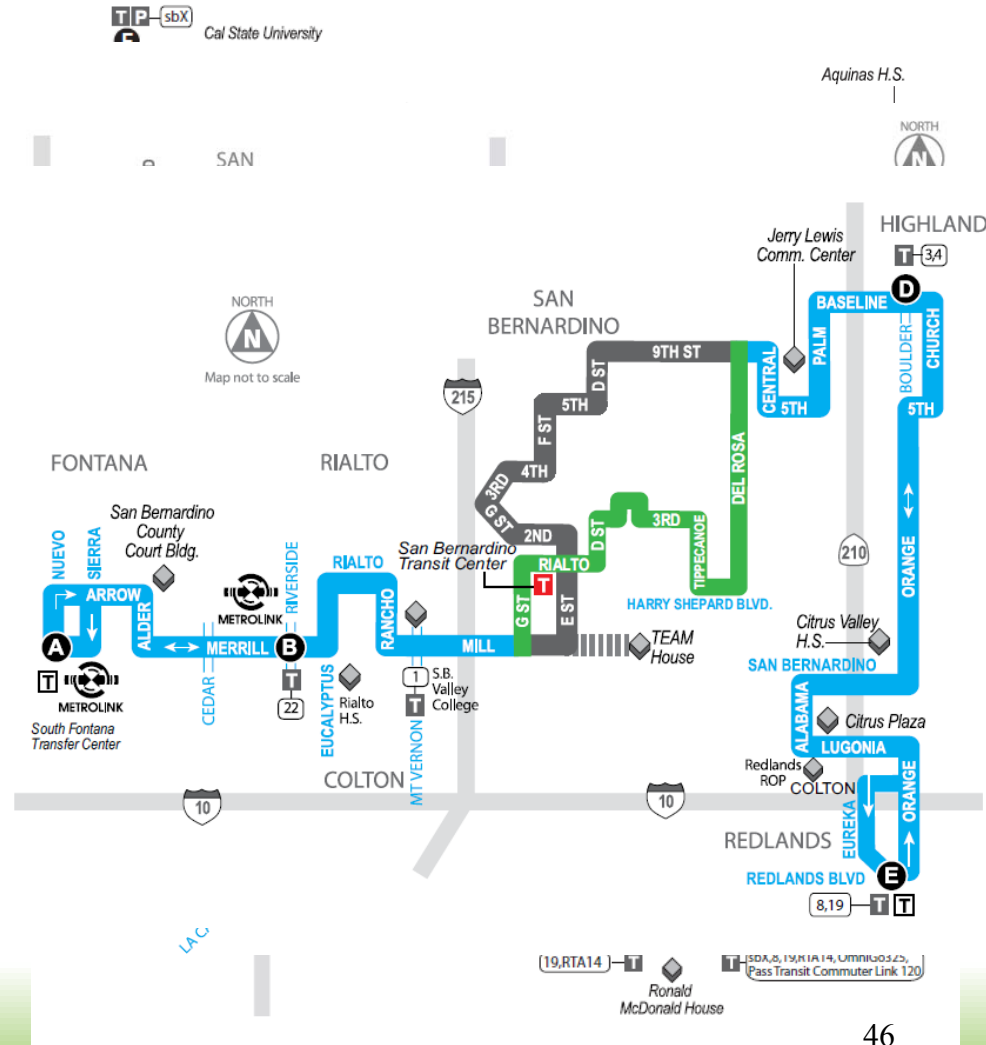 T P sbX
Cal State University
Aquinas H.S.
NORTH
N
SAN
HIGHLAND
T 3,4
D
Jerry Lewis
Comm. Center
BASELINE
PALM
BOULDER
CHURCH
NORTH
N
Map not to scale
SAN
BERNARDINO
9TH ST
D ST
5TH
F ST
4TH
3RD
G ST
2ND
CENTRAL
5TH
5TH
215
DEL ROSA
FONTANA
RIALTO
San Bernardino
County
Court Bldg.
NUEVO
SIERRA
ARROW
ALDER
METROLINK
RIVERSIDE
RIALTO
RANCHO
San Bernardino
Transit Center
T
RIALTO
D ST
3RD
TIPPECANOE
HARRY SHEPARD BLVD.
G ST
E ST
210
ORANGE
A
T
METROLINK
South Fontana
Transfer Center
MERRILL
B
CEDAR
T
22
EUCALYPTUS
Rialto
H.S.
MILL
1
T
S.B.
Valley
College
MT VERNON
TEAM
House
Citrus Valley
H.S.
SAN BERNARDINO
ALABAMA
Citrus Plaza
LUGONIA
Redlands
ROP
COLTON
COLTON
10
10
EUREKA
ORANGE
REDLANDS
REDLANDS BLVD
E
8,19 T T
19,RTA14 T
Ronald
McDonald House
T sbX,8,19,RTA14, OmniGo325,
Pass Transit Commuter Link 120
46